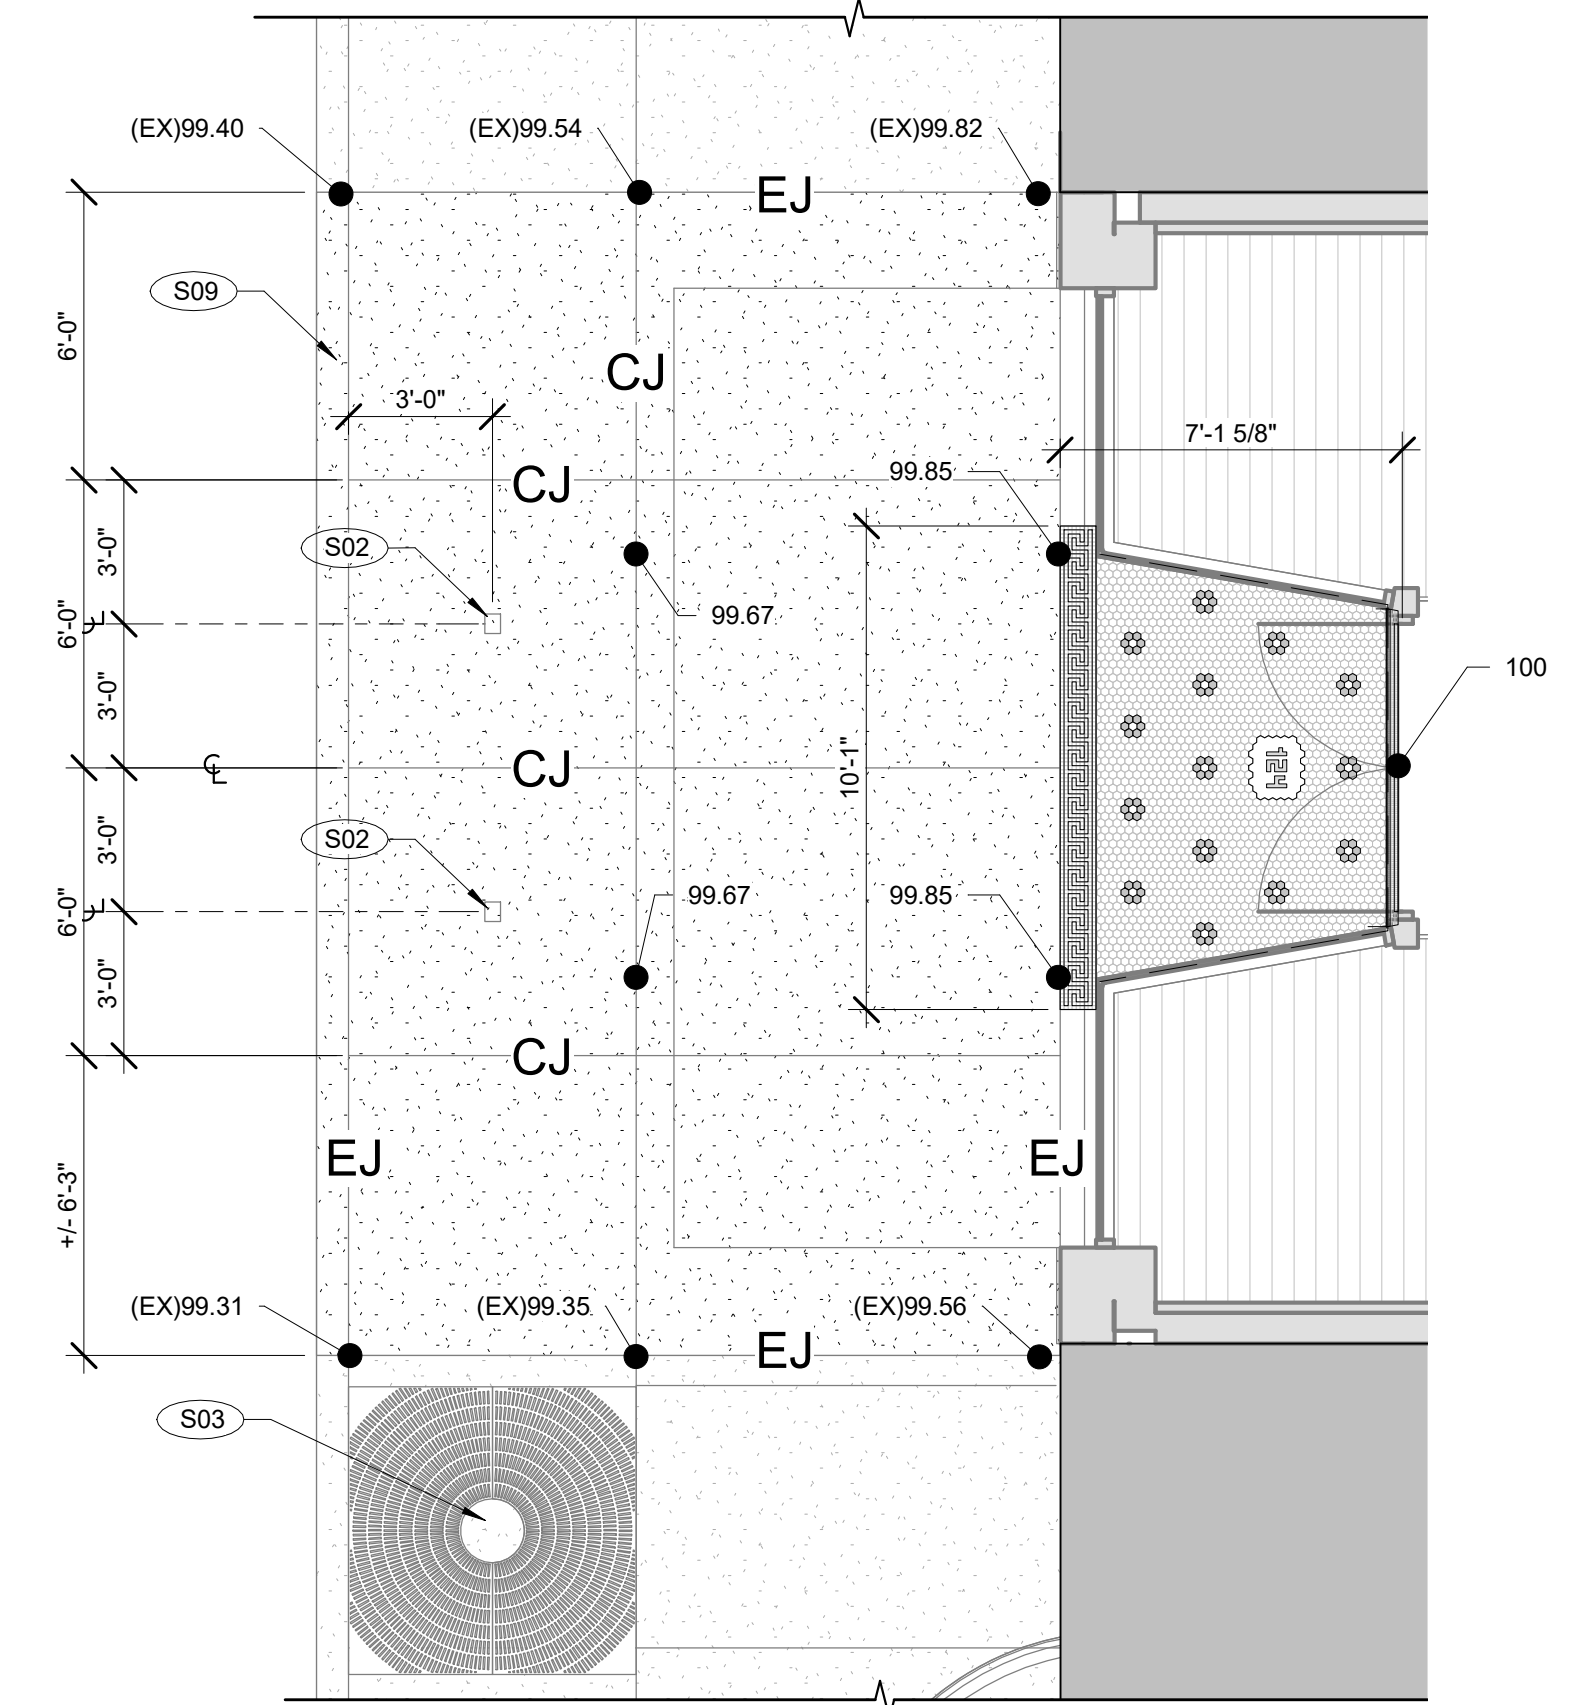 (EX)99.40
(EX)99.54
(EX)99.82
EJ
S09
6'-0"
CJ
3'-0"
7'-1 5/8"
99.85
CJ
3'-0"
S02
6'-0"
99.67
100
3'-0"
CL
CJ
10'-1"
124
3'-0"
S02
6'-0"
99.67
99.85
3'-0"
CJ
EJ
EJ
+/- 6'-3"
(EX)99.31
(EX)99.35
(EX)99.56
EJ
S03